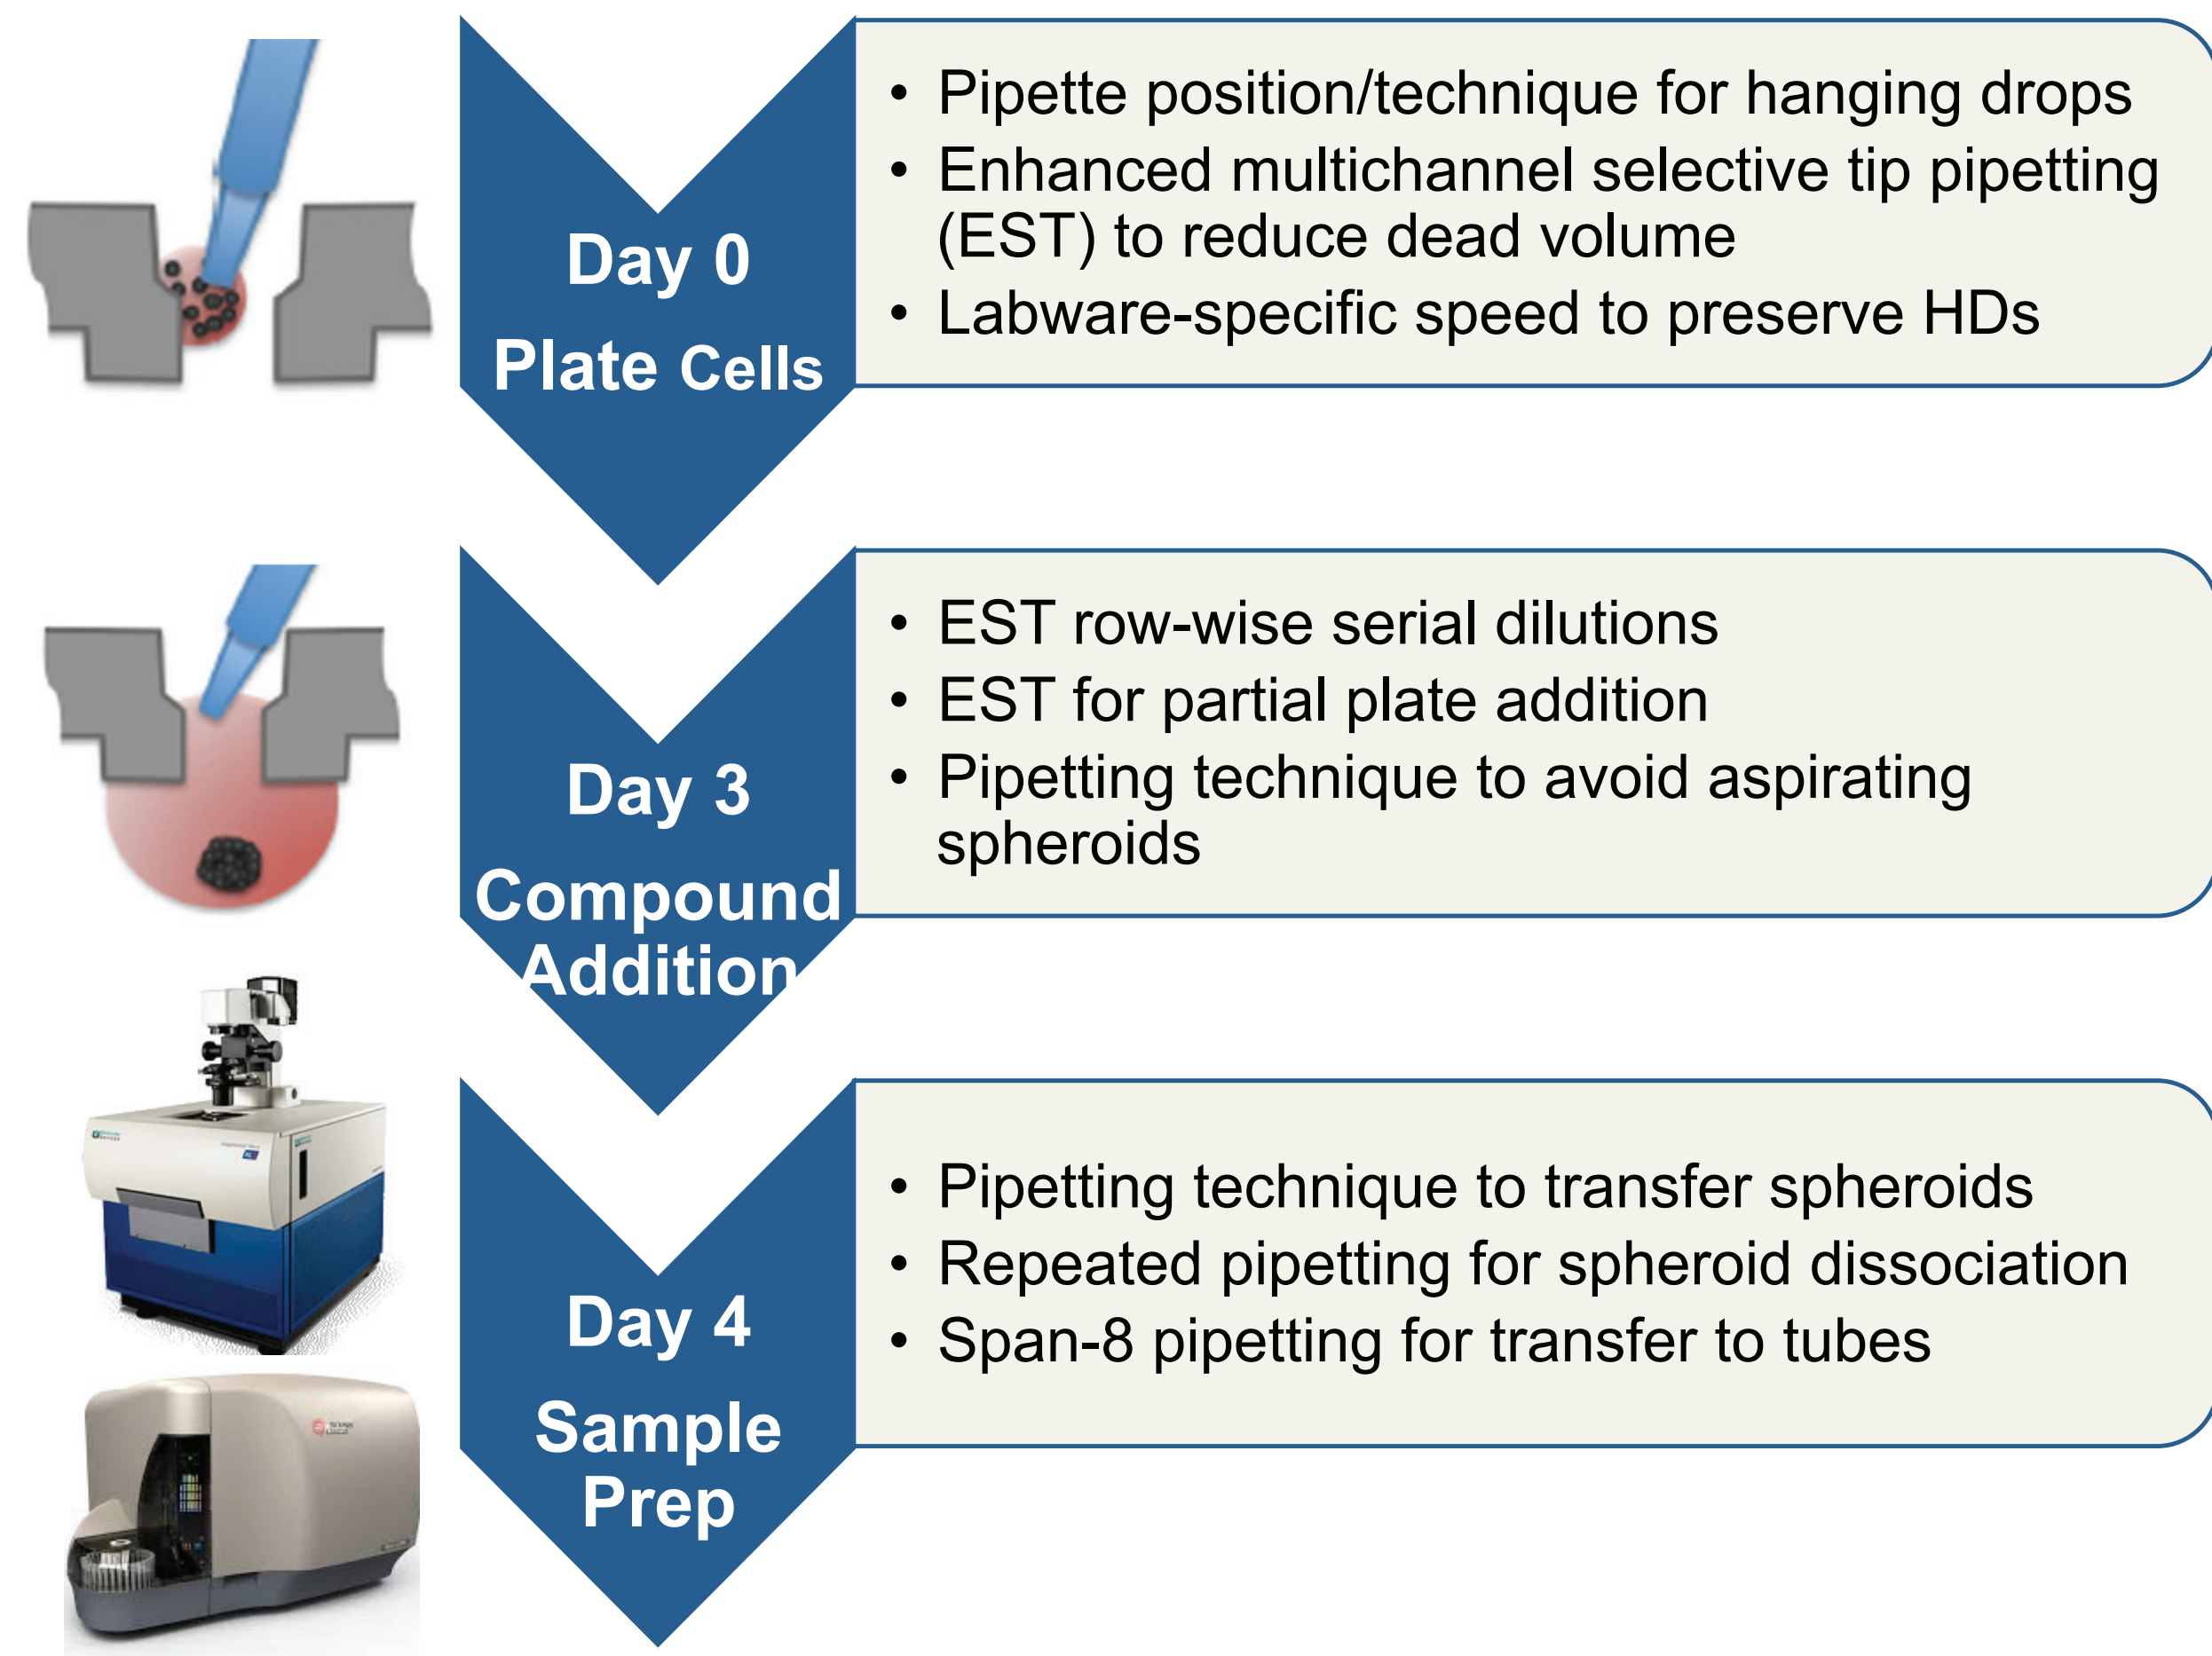 Day 0
Plate Cells
• Pipette position/technique for hanging drops
• Enhanced multichannel selective tip pipetting
(EST) to reduce dead volume
• Labware-specific speed to preserve HDs
Day 3
Compound
Addition
• EST row-wise serial dilutions
• EST for partial plate addition
• Pipetting technique to avoid aspirating
spheroids
Day 4
Sample
Prep
• Pipetting technique to transfer spheroids
• Repeated pipetting for spheroid dissociation
• Span-8 pipetting for transfer to tubes